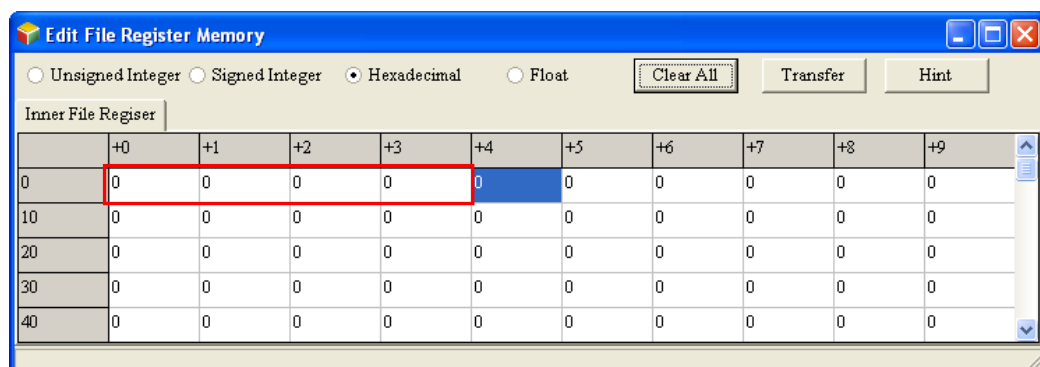 Edit File Register Memory
Unsigned Integer Signed Integer Hexadecimal Float Clear All Transfer Hint
Inner File Regiser
+0 +1 +2 +3 +4 +5 +6 +7 +8 +9
0 0 0 0 0 0 0 0 0 0 0
10 0 0 0 0 0 0 0 0 0 0
20 0 0 0 0 0 0 0 0 0 0
30 0 0 0 0 0 0 0 0 0 0
40 0 0 0 0 0 0 0 0 0 0